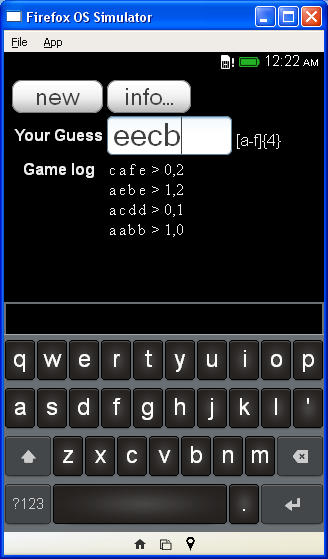 Firefox OS Simulator
File App
12:22 AM
new info...
Your Guess eecb [a-f]{4}
Game log c a f e > 0,2
a e b e > 1,2
a c d d > 0,1
a a b b > 1,0
q w e r t y u i o p
a s d f g h j k l '
z x c v b n m
?123 .